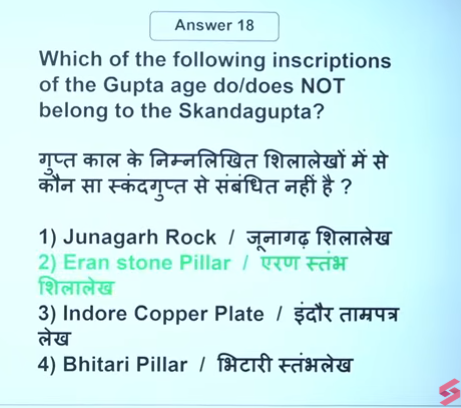 Answer 18
Which of the following inscriptions
of the Gupta age do/does NOT
belong to the Skandagupta?
गुप्त काल के निम्नलिखित शिलालेखों में से
कौन सा स्कंदगुप्त से संबंधित नहीं है ?
1) Junagarh Rock / जूनागढ़ शिलालेख
2) Eran stone Pillar / एरण स्तंभ
शिलालेख
3) Indore Copper Plate / इंदौर ताम्रपत्र
लेख
4) Bhitari Pillar / भिटारी स्तंभलेख